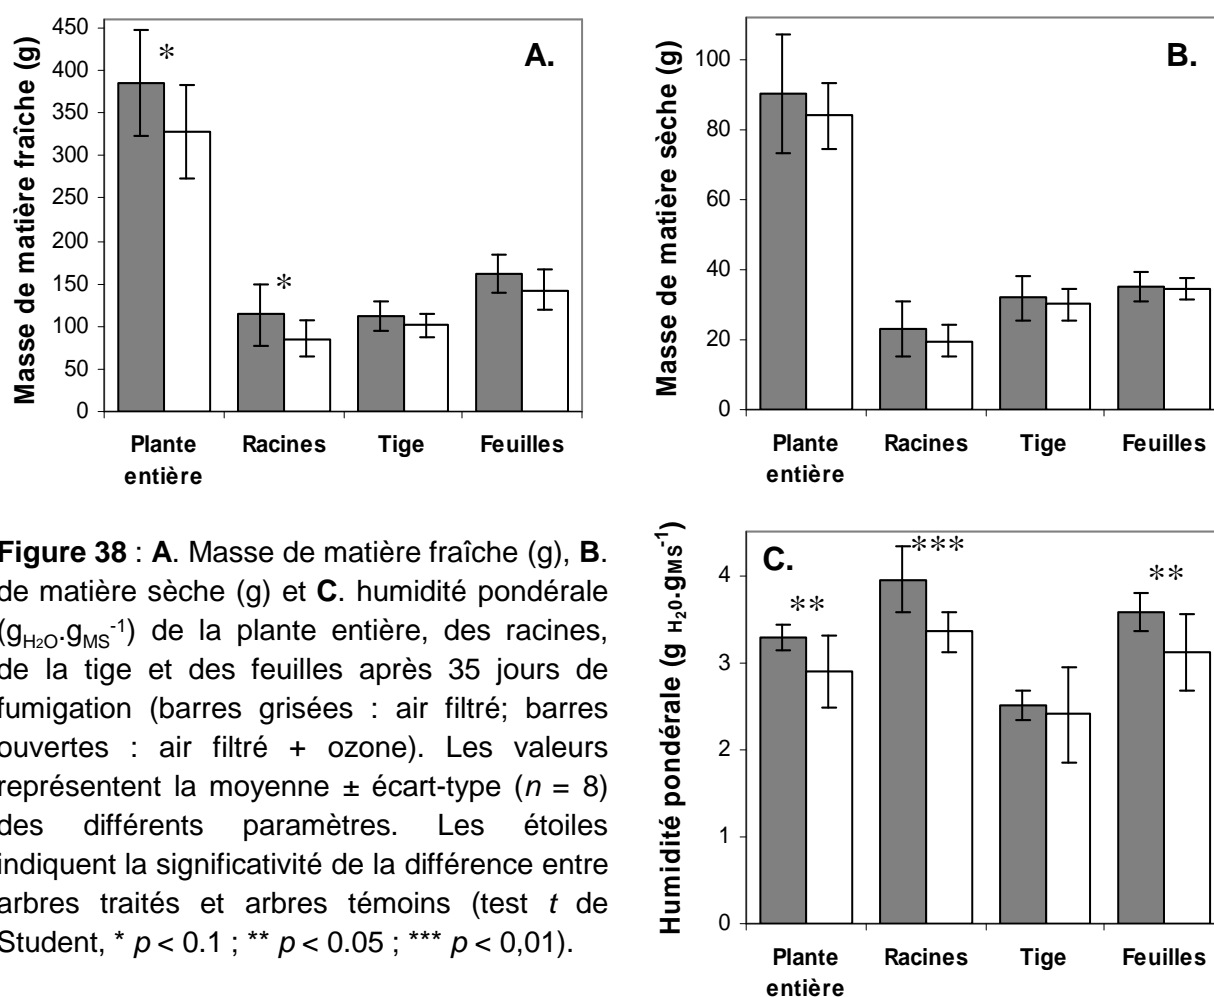 A.
Masse de matière fraîche (g)
450
400
350
300
250
200
150
100
50
0
*
*
Plante entière
Racines
Tige
Feuilles
B.
Masse de matière sèche (g)
100
80
60
40
20
0
Plante entière
Racines
Tige
Feuilles
Figure 38 : A. Masse de matière fraîche (g), B.
de matière sèche (g) et C. humidité pondérale
(gH2O.gMS-1) de la plante entière, des racines,
de la tige et des feuilles après 35 jours de
fumigation (barres grisées : air filtré; barres
ouvertes : air filtré + ozone). Les valeurs
représentent la moyenne ± écart-type (n = 8)
des différents paramètres. Les étoiles
indiquent la significativité de la différence entre
arbres traités et arbres témoins (test t de
Student, * p < 0.1 ; ** p < 0.05 ; *** p < 0,01).
C.
Humidité pondérale (g H20.gMS-1)
4
3
2
1
0
**
***
**
Plante entière
Racines
Tige
Feuilles